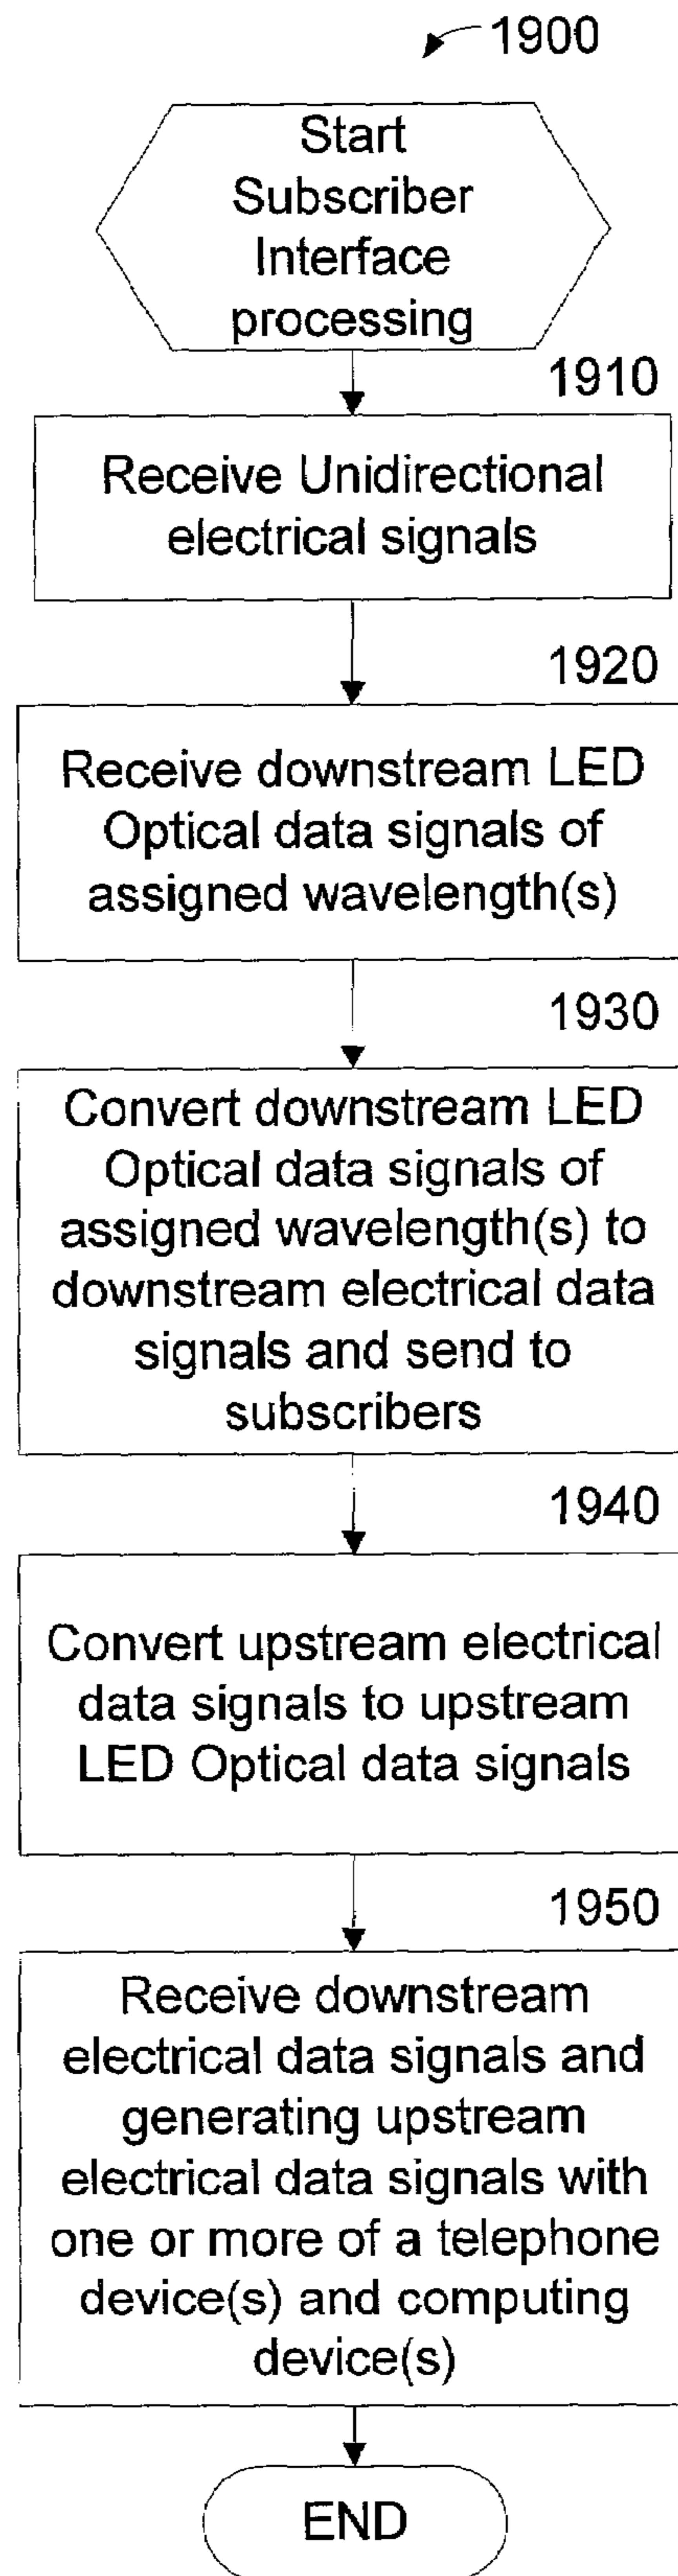 1900
Start
Subscriber
Interface
processing
1910
Receive Unidirectional
electrical signals
1920
Receive downstream LED
Optical data signals of
assigned wavelength(s)
1930
Convert downstream LED
Optical data signals of
assigned wavelength(s) to
downstream electrical data
signals and send to
subscribers
1940
Convert upstream electrical
data signals to upstream
LED Optical data signals
1950
Receive downstream
electrical data signals and
generating upstream
electrical data signals with
one or more of a telephone
device(s) and computing
device(s)
END